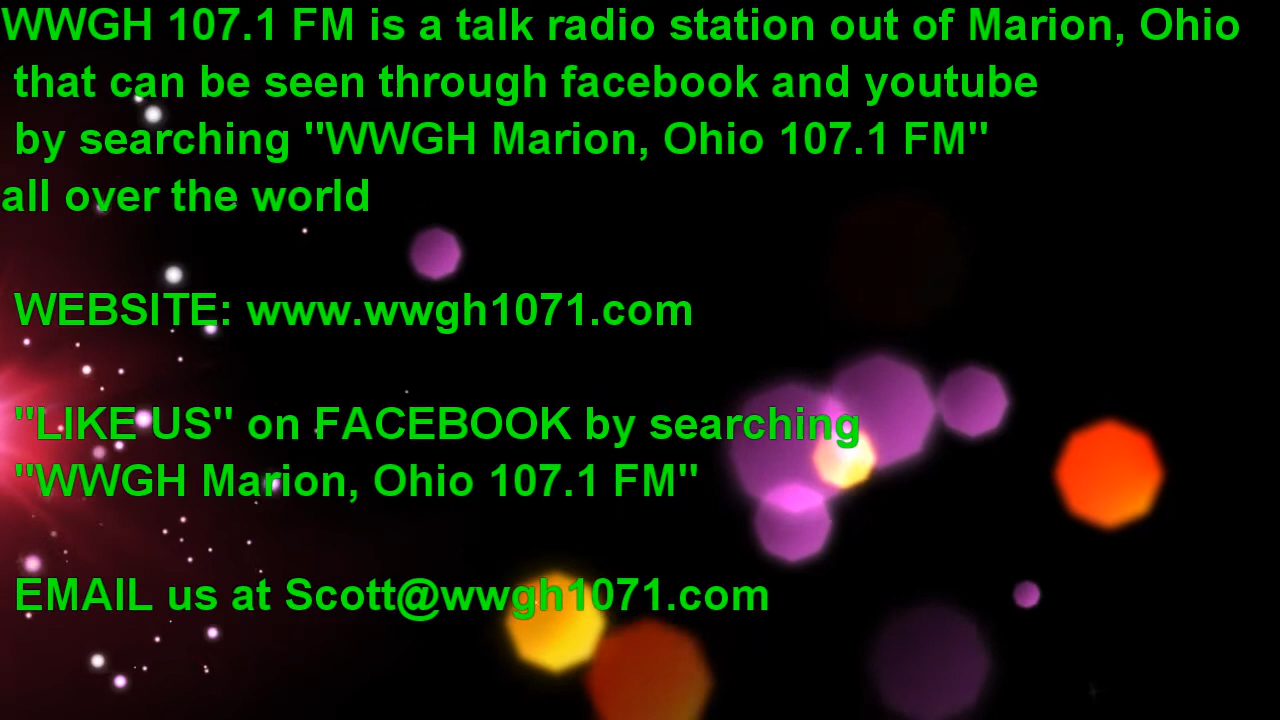 WWGH 107.1 FM is a talk radio station out of Marion, Ohio
that can be seen through facebook and youtube
by searching "WWGH Marion, Ohio 107.1 FM"
all over the world
WEBSITE: www.wwgh1071.com
"LIKE US" on FACEBOOK by searching
"WWGH Marion, Ohio 107.1 FM"
EMAIL us at Scott@wwgh1071.com